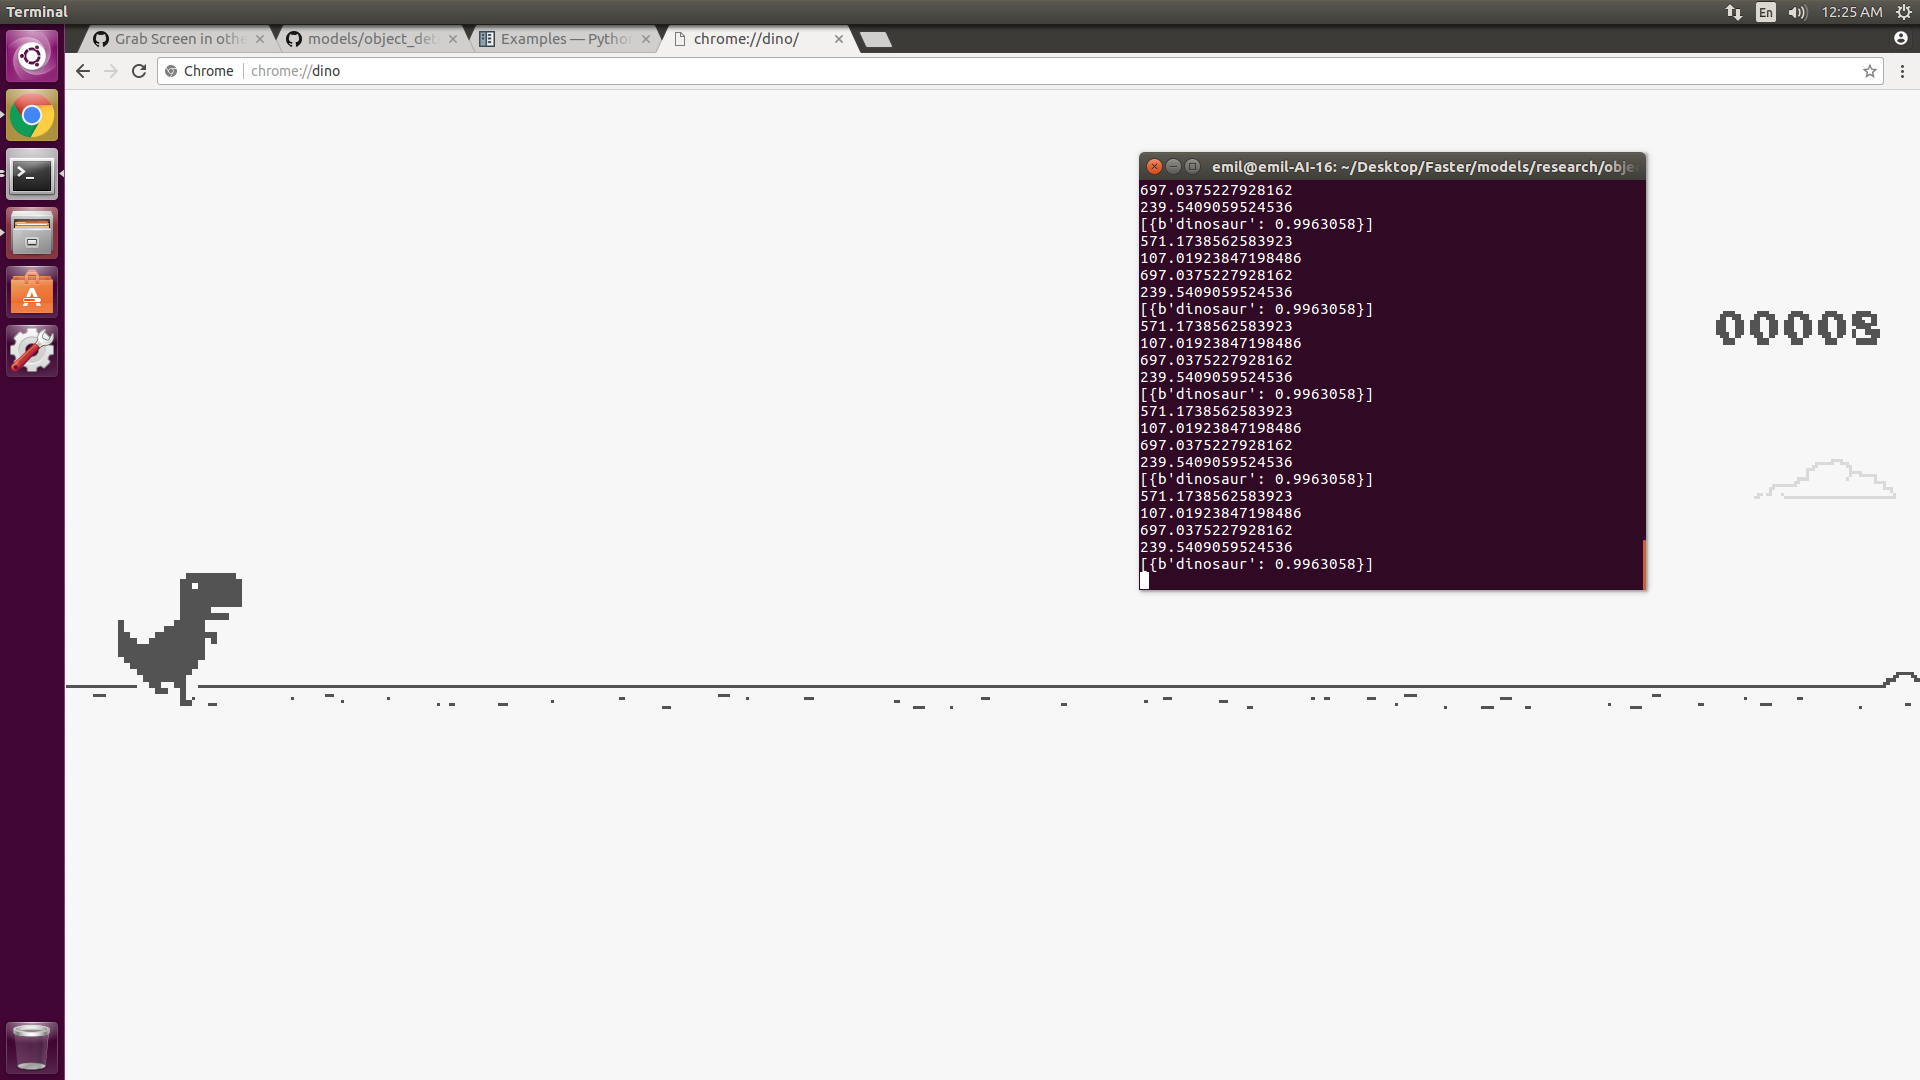 Terminal
En
12:25 AM
Grab Screen in othe
models/object_det
Examples — Python
chrome://dino/
Chrome
chrome://dino
emil@emil-AI-16: ~/Desktop/Faster/models/research/obje
697.0375227928162
239.5409059524536
[{b'dinosaur': 0.9963058}]
571.1738562583923
107.01923847198486
697.0375227928162
239.5409059524536
[{b'dinosaur': 0.9963058}]
571.1738562583923
107.01923847198486
697.0375227928162
239.5409059524536
[{b'dinosaur': 0.9963058}]
571.1738562583923
107.01923847198486
697.0375227928162
239.5409059524536
[{b'dinosaur': 0.9963058}]
571.1738562583923
107.01923847198486
697.0375227928162
239.5409059524536
[{b'dinosaur': 0.9963058}]